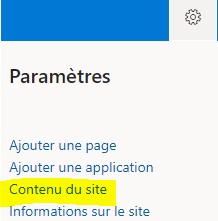 Paramètres
Ajouter une page
Ajouter une application
Contenu du site
Informations sur le site